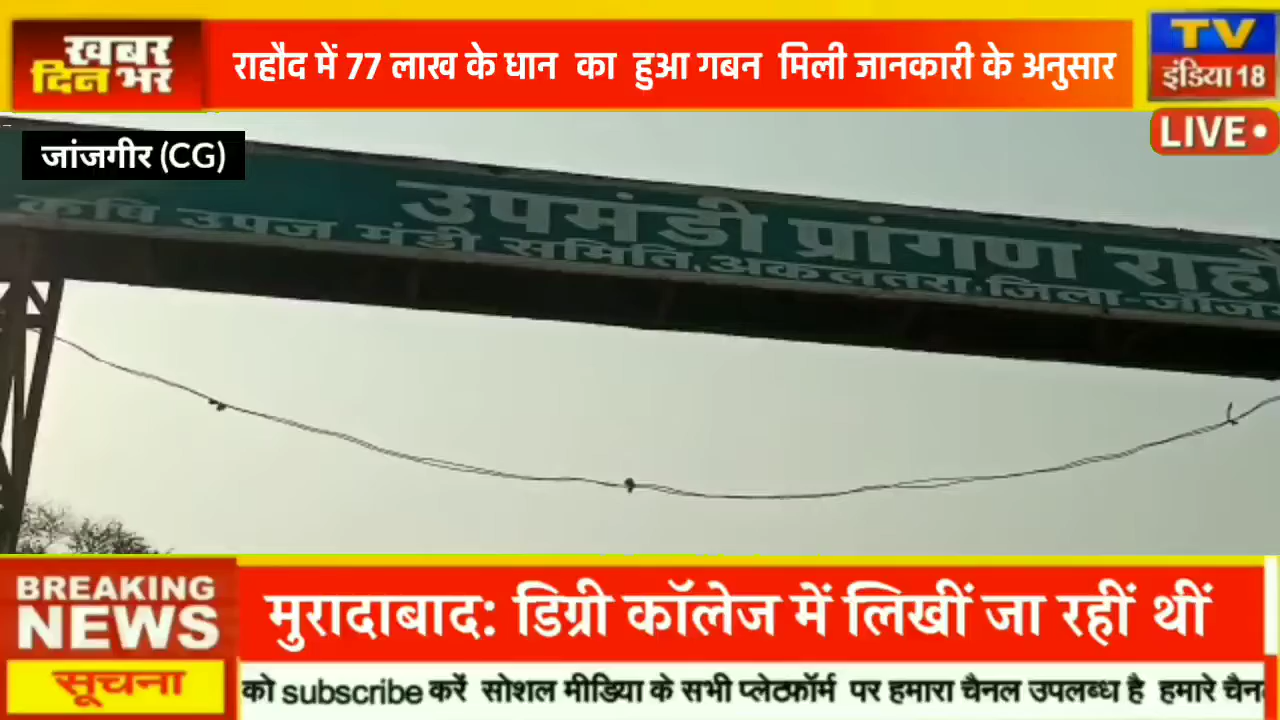 खबर
दिन भर
राहौद में 77 लाख के धान का हुआ गबन मिली जानकारी के अनुसार
TV
इंडिया 18
LIVE
जांजगीर (CG)
उपमंडी प्रांगण
कृषि उपज मंडी समिति, अकलतरा, जिला-
BREAKING
NEWS
मुरादाबाद: डिग्री कॉलेज में लिखीं जा रहीं थीं
सूचना
को subscribe करें सोशल मीडिया के सभी प्लेटफ़ॉर्म पर हमारा चैनल उपलब्ध है हमारे